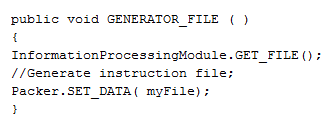 public void GENERATOR_FILE ( )
{
InformationProcessingModule.GET_FILE();
//Generate instruction file;
Packer.SET_DATA( myFile);
}